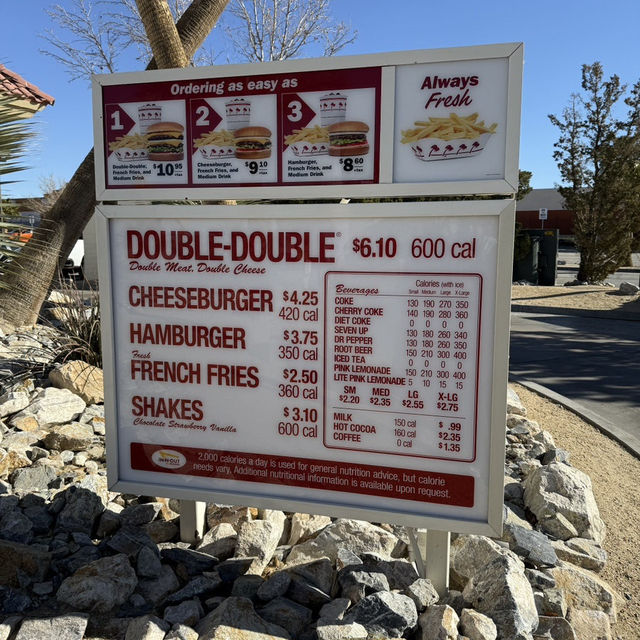 Ordering as easy as
1
Double-Double,
French Fries, and
Medium Drink
$10 95 +tax
2
Cheeseburger,
French Fries, and
Medium Drink
$9 10 +tax
3
Hamburger,
French Fries, and
Medium Drink
$8 60 +tax
Always
Fresh
DOUBLE-DOUBLE® $6.10 600 cal
Double Meat. Double Cheese
CHEESEBURGER $4.25
420 cal
HAMBURGER $3.75
350 cal
Fresh
FRENCH FRIES $2.50
360 cal
SHAKES $3.10
Chocolate Strawberry Vanilla 600 cal
Beverages Calories (with ice)
Small Medium Large X-Large
COKE 130 190 270 350
CHERRY COKE 140 190 280 360
DIET COKE 0 0 0 0
SEVEN UP 130 180 260 340
DR PEPPER 130 180 260 350
ROOT BEER 150 210 300 400
ICED TEA 0 0 0 0
PINK LEMONADE 150 210 300 400
LITE PINK LEMONADE 5 10 15 15
SM MED LG X-LG
$2.20 $2.35 $2.55 $2.75
MILK 150 cal $ .99
HOT COCOA 160 cal $2.35
COFFEE 0 cal $1.35
IN-N-OUT
2,000 calories a day is used for general nutrition advice, but calorie
needs vary. Additional nutritional information is available upon request.